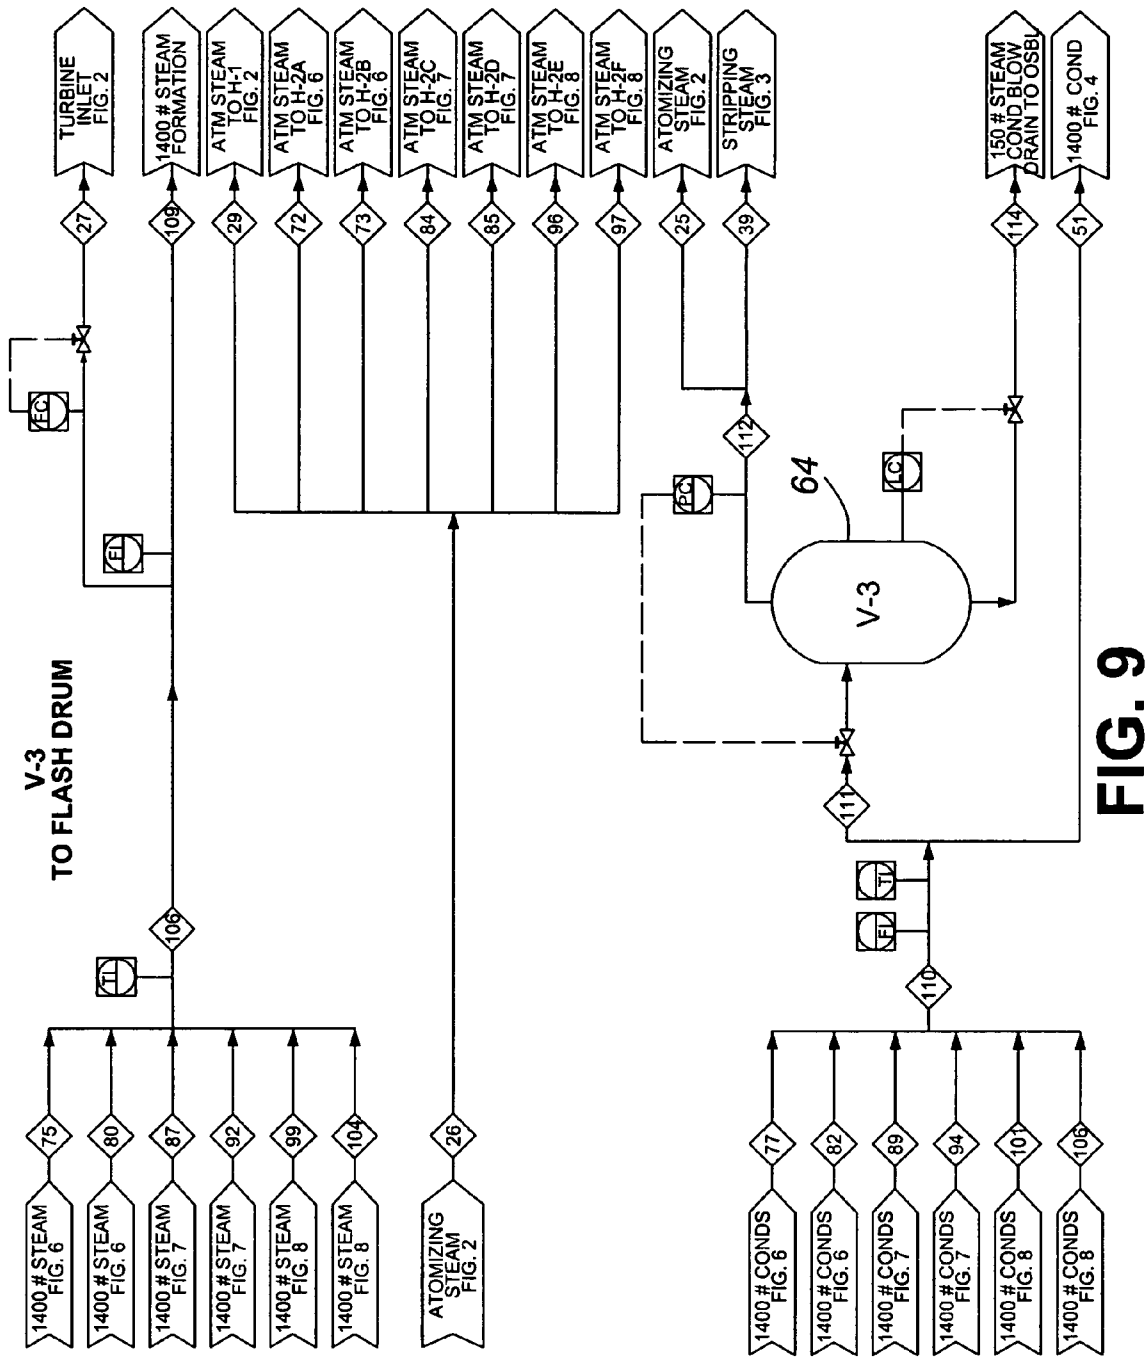 V-3
TO FLASH DRUM
1400 # STEAM
FIG. 6
75
1400 # STEAM
FIG. 6
80
1400 # STEAM
FIG. 7
87
1400 # STEAM
FIG. 7
92
1400 # STEAM
FIG. 8
99
1400 # STEAM
FIG. 8
104
TI
106
FI
FC
27
TURBINE
INLET
FIG. 2
109
1400 # STEAM
FORMATION
ATOMIZING
STEAM
FIG. 2
26
29
ATM STEAM
TO H-1
FIG. 2
72
ATM STEAM
TO H-2A
FIG. 6
73
ATM STEAM
TO H-2B
FIG. 6
84
ATM STEAM
TO H-2C
FIG. 7
85
ATM STEAM
TO H-2D
FIG. 7
96
ATM STEAM
TO H-2E
FIG. 8
97
ATM STEAM
TO H-2F
FIG. 8
1400 # CONDS
FIG. 6
77
1400 # CONDS
FIG. 6
82
1400 # CONDS
FIG. 7
89
1400 # CONDS
FIG. 7
94
1400 # CONDS
FIG. 8
101
1400 # CONDS
FIG. 8
106
110
FI
TI
111
V-3
64
PC
LC
112
25
ATOMIZING
STEAM
FIG. 2
39
STRIPPING
STEAM
FIG. 3
114
150 # STEAM
COND BLOW
DRAIN TO OSBL
51
1400 # COND
FIG. 4
FIG. 9